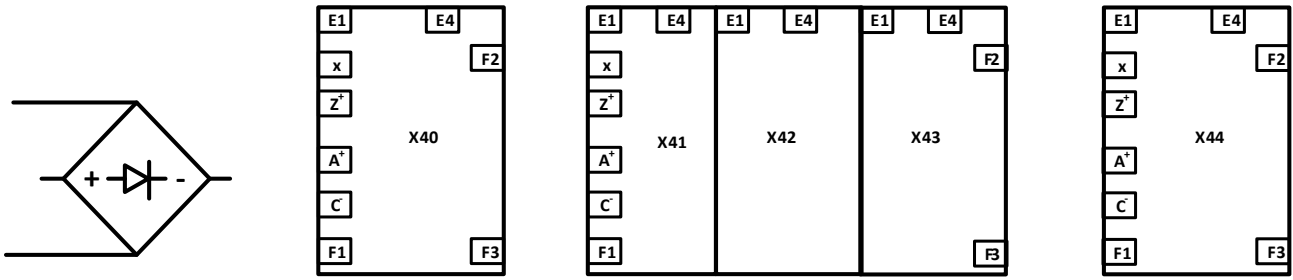 + -
E1 E4
x F2
Z+
X40
A+
C-
F1 F3
E1 E4 E1 E4 E1 E4
x F2
Z+
X41 X42 X43
A+
C-
F1 F3
E1 E4
x F2
Z+
X44
A+
C-
F1 F3